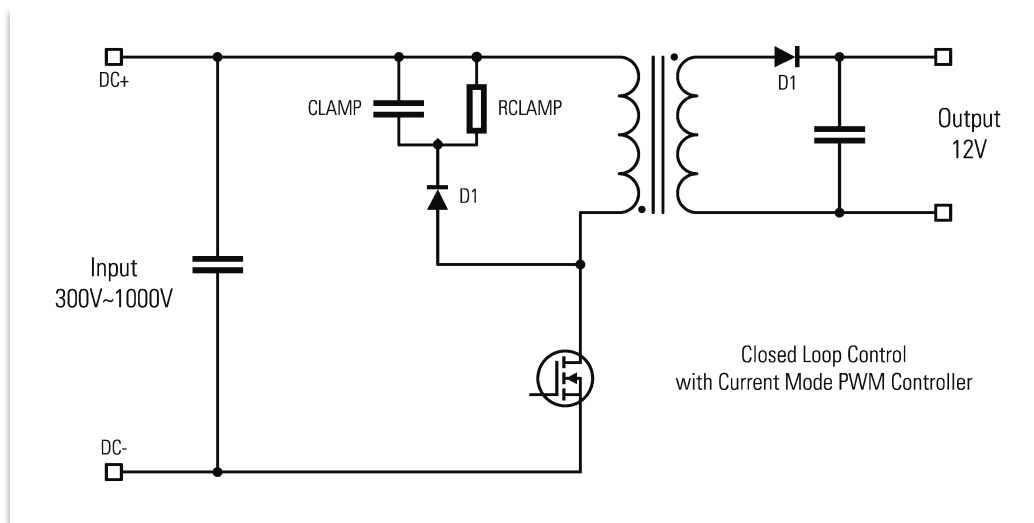 DC+
CLAMP
RCLAMP
D1
D1
Output
12V
Input
300V~1000V
Closed Loop Control
with Current Mode PWM Controller
DC-